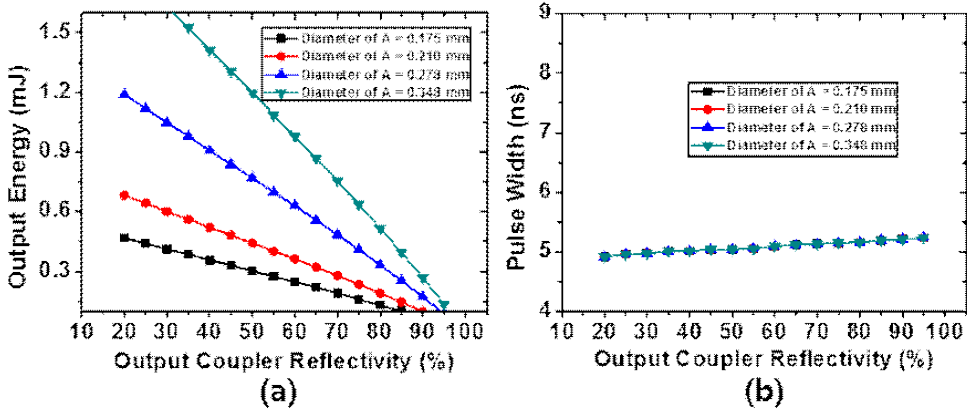 (a)
Output Energy (mJ)
1.5
1.2
0.9
0.6
0.3
Diameter of A = 0.175 mm
Diameter of A = 0.210 mm
Diameter of A = 0.278 mm
Diameter of A = 0.348 mm
10 20 30 40 50 60 70 80 90 100
Output Coupler Reflectivity (%)
(a)
(b)
Pulse Width (ns)
9
8
7
6
5
4
Diameter of A = 0.175 mm
Diameter of A = 0.210 mm
Diameter of A = 0.278 mm
Diameter of A = 0.348 mm
10 20 30 40 50 60 70 80 90 100
Output Coupler Reflectivity (%)
(b)